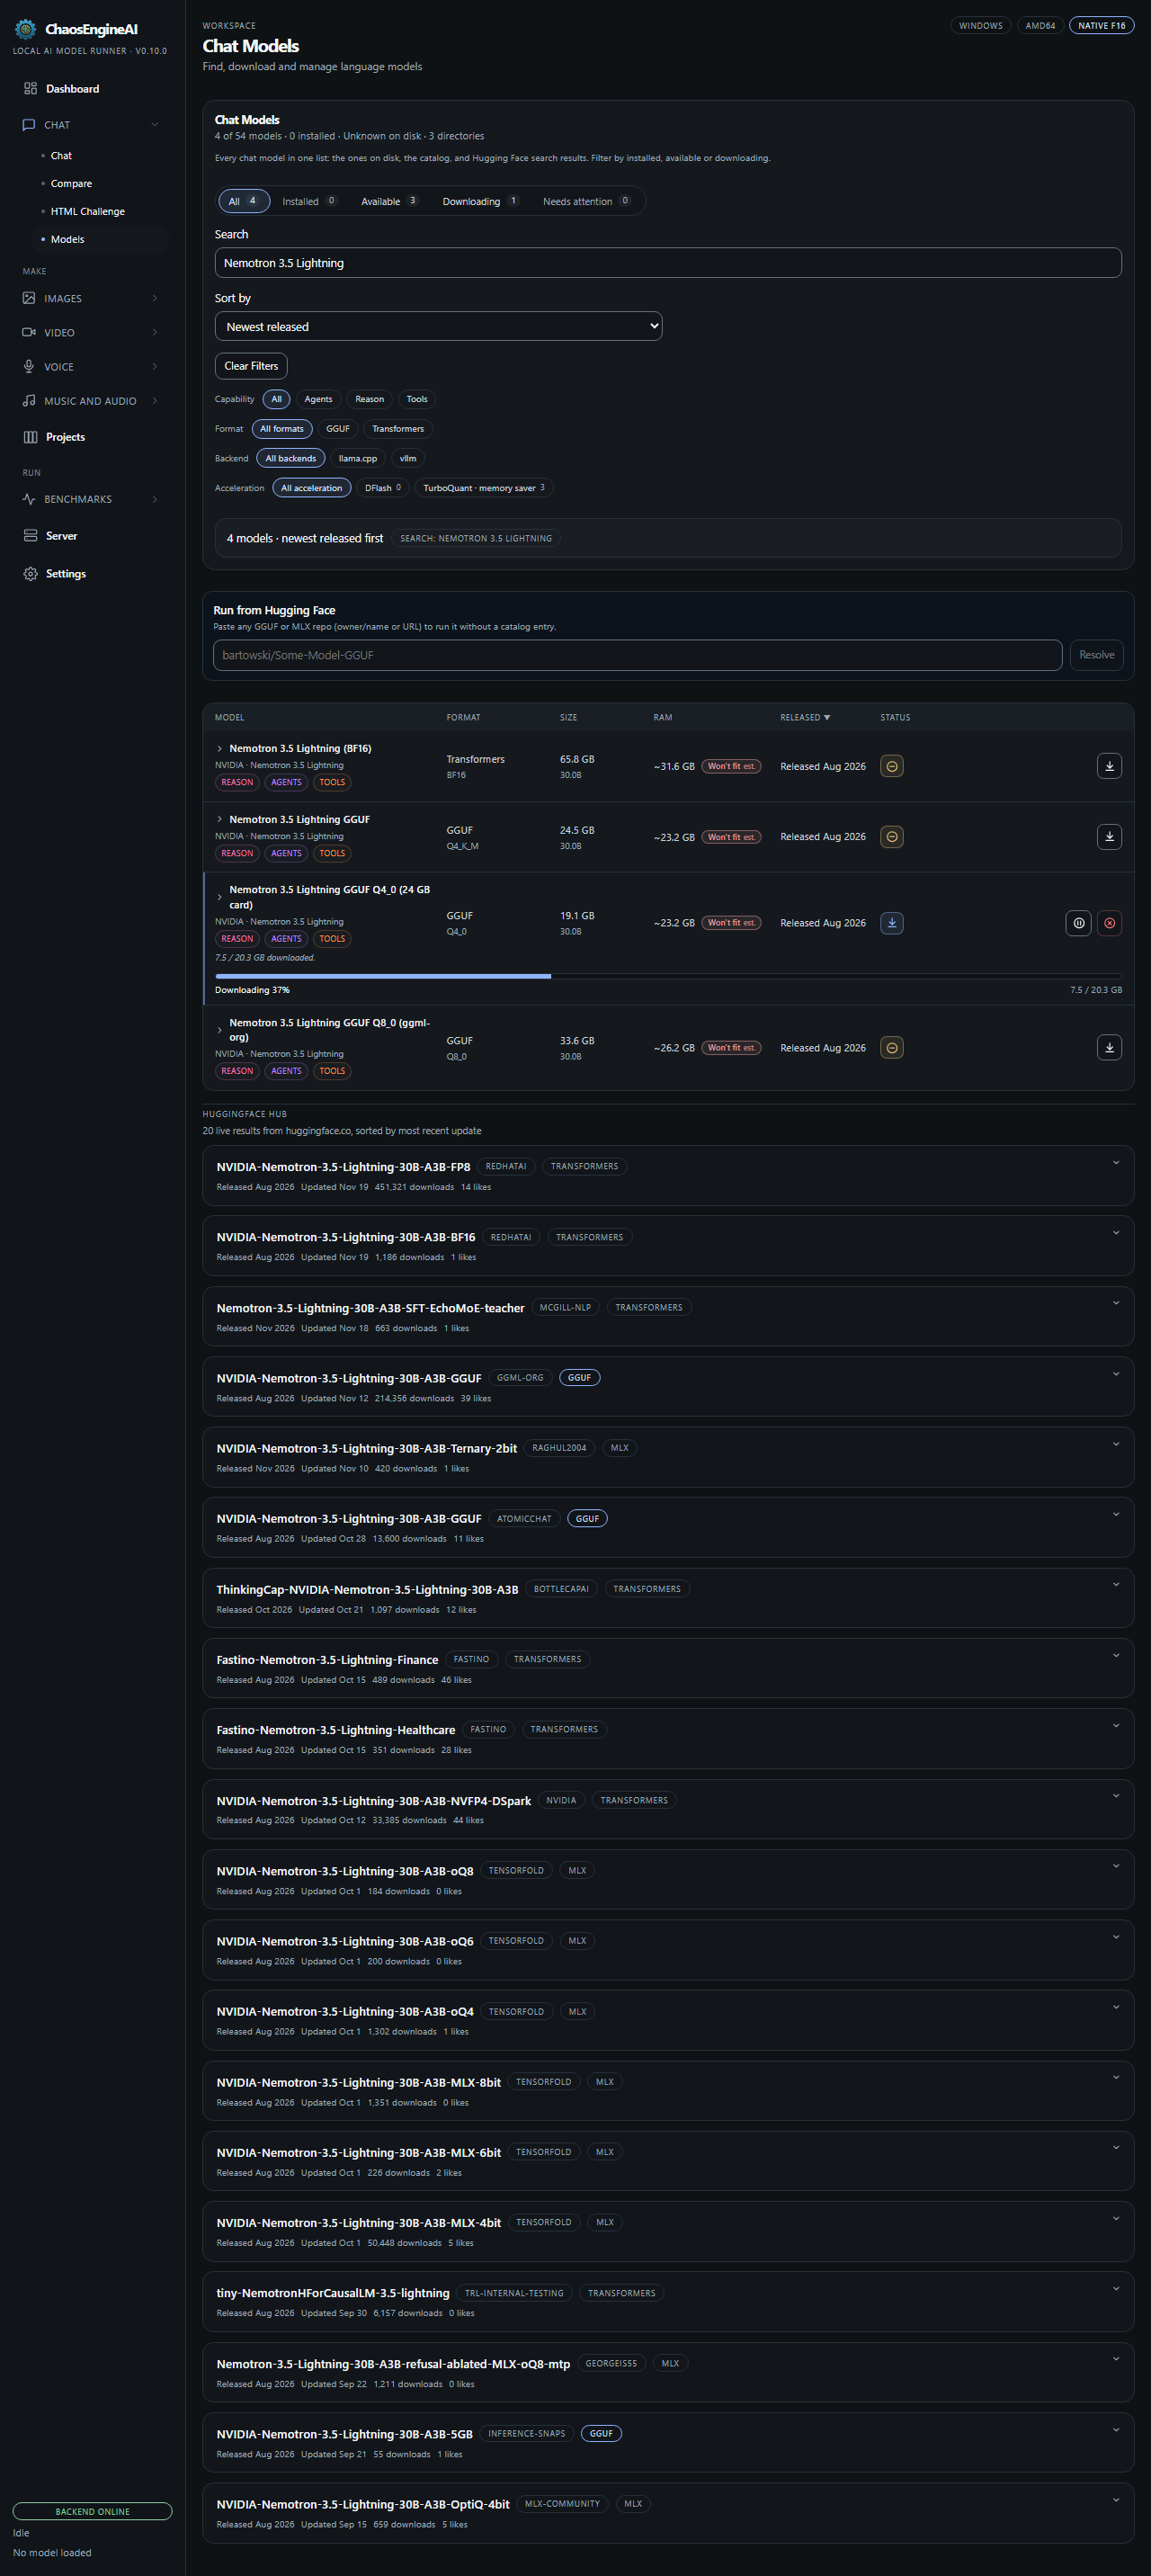 ChaosEngineAI
LOCAL AI MODEL RUNNER · V0.10.0
Dashboard
CHAT
Chat
Compare
HTML Challenge
Models
MAKE
IMAGES
VIDEO
VOICE
MUSIC AND AUDIO
Projects
RUN
BENCHMARKS
Server
Settings
BACKEND ONLINE
Idle
No model loaded
WORKSPACE
Chat Models
Find, download and manage language models
WINDOWS AMD64 NATIVE F16
Chat Models
4 of 54 models · 0 installed · Unknown on disk · 3 directories
Every chat model in one list: the ones on disk, the catalog, and Hugging Face search results. Filter by installed, available or downloading.
All 4 Installed 0 Available 3 Downloading 1 Needs attention 0
Search
Nemotron 3.5 Lightning
Sort by
Newest released
Clear Filters
Capability All Agents Reason Tools
Format All formats GGUF Transformers
Backend All backends llama.cpp vllm
Acceleration All acceleration DFlash 0 TurboQuant · memory saver 3
4 models · newest released first SEARCH: NEMOTRON 3.5 LIGHTNING
Run from Hugging Face
Paste any GGUF or MLX repo (owner/name or URL) to run it without a catalog entry.
bartowski/Some-Model-GGUF Resolve
MODEL FORMAT SIZE RAM RELEASED ▼ STATUS
Nemotron 3.5 Lightning (BF16)
NVIDIA · Nemotron 3.5 Lightning
REASON AGENTS TOOLS
Transformers
BF16
65.8 GB
30.0B
~31.6 GB Won't fit est. Released Aug 2026
Nemotron 3.5 Lightning GGUF
NVIDIA · Nemotron 3.5 Lightning
REASON AGENTS TOOLS
GGUF
Q4_K_M
24.5 GB
30.0B
~23.2 GB Won't fit est. Released Aug 2026
Nemotron 3.5 Lightning GGUF Q4_0 (24 GB
card)
NVIDIA · Nemotron 3.5 Lightning
REASON AGENTS TOOLS
7.5 / 20.3 GB downloaded.
GGUF
Q4_0
19.1 GB
30.0B
~23.2 GB Won't fit est. Released Aug 2026
Downloading 37% 7.5 / 20.3 GB
Nemotron 3.5 Lightning GGUF Q8_0 (ggml-
org)
NVIDIA · Nemotron 3.5 Lightning
REASON AGENTS TOOLS
GGUF
Q8_0
33.6 GB
30.0B
~26.2 GB Won't fit est. Released Aug 2026
HUGGINGFACE HUB
20 live results from huggingface.co, sorted by most recent update
NVIDIA-Nemotron-3.5-Lightning-30B-A3B-FP8 REDHATAI TRANSFORMERS
Released Aug 2026 Updated Nov 19 451,321 downloads 14 likes
NVIDIA-Nemotron-3.5-Lightning-30B-A3B-BF16 REDHATAI TRANSFORMERS
Released Aug 2026 Updated Nov 19 1,186 downloads 1 likes
Nemotron-3.5-Lightning-30B-A3B-SFT-EchoMoE-teacher MCGILL-NLP TRANSFORMERS
Released Nov 2026 Updated Nov 18 663 downloads 1 likes
NVIDIA-Nemotron-3.5-Lightning-30B-A3B-GGUF GGML-ORG GGUF
Released Aug 2026 Updated Nov 12 214,356 downloads 39 likes
NVIDIA-Nemotron-3.5-Lightning-30B-A3B-Ternary-2bit RAGHUL2004 MLX
Released Nov 2026 Updated Nov 10 420 downloads 1 likes
NVIDIA-Nemotron-3.5-Lightning-30B-A3B-GGUF ATOMICCHAT GGUF
Released Aug 2026 Updated Oct 28 13,600 downloads 11 likes
ThinkingCap-NVIDIA-Nemotron-3.5-Lightning-30B-A3B BOTTLECAPAI TRANSFORMERS
Released Oct 2026 Updated Oct 21 1,097 downloads 12 likes
Fastino-Nemotron-3.5-Lightning-Finance FASTINO TRANSFORMERS
Released Aug 2026 Updated Oct 15 489 downloads 46 likes
Fastino-Nemotron-3.5-Lightning-Healthcare FASTINO TRANSFORMERS
Released Aug 2026 Updated Oct 15 351 downloads 28 likes
NVIDIA-Nemotron-3.5-Lightning-30B-A3B-NVFP4-DSpark NVIDIA TRANSFORMERS
Released Aug 2026 Updated Oct 12 33,385 downloads 44 likes
NVIDIA-Nemotron-3.5-Lightning-30B-A3B-oQ8 TENSORFOLD MLX
Released Aug 2026 Updated Oct 1 184 downloads 0 likes
NVIDIA-Nemotron-3.5-Lightning-30B-A3B-oQ6 TENSORFOLD MLX
Released Aug 2026 Updated Oct 1 200 downloads 0 likes
NVIDIA-Nemotron-3.5-Lightning-30B-A3B-oQ4 TENSORFOLD MLX
Released Aug 2026 Updated Oct 1 1,302 downloads 1 likes
NVIDIA-Nemotron-3.5-Lightning-30B-A3B-MLX-8bit TENSORFOLD MLX
Released Aug 2026 Updated Oct 1 1,351 downloads 0 likes
NVIDIA-Nemotron-3.5-Lightning-30B-A3B-MLX-6bit TENSORFOLD MLX
Released Aug 2026 Updated Oct 1 226 downloads 2 likes
NVIDIA-Nemotron-3.5-Lightning-30B-A3B-MLX-4bit TENSORFOLD MLX
Released Aug 2026 Updated Oct 1 50,448 downloads 5 likes
tiny-NemotronHForCausalLM-3.5-lightning TRL-INTERNAL-TESTING TRANSFORMERS
Released Aug 2026 Updated Sep 30 6,157 downloads 0 likes
Nemotron-3.5-Lightning-30B-A3B-refusal-ablated-MLX-oQ8-mtp GEORGEIS55 MLX
Released Aug 2026 Updated Sep 22 1,211 downloads 0 likes
NVIDIA-Nemotron-3.5-Lightning-30B-A3B-5GB INFERENCE-SNAPS GGUF
Released Aug 2026 Updated Sep 21 55 downloads 1 likes
NVIDIA-Nemotron-3.5-Lightning-30B-A3B-OptiQ-4bit MLX-COMMUNITY MLX
Released Aug 2026 Updated Sep 15 659 downloads 5 likes